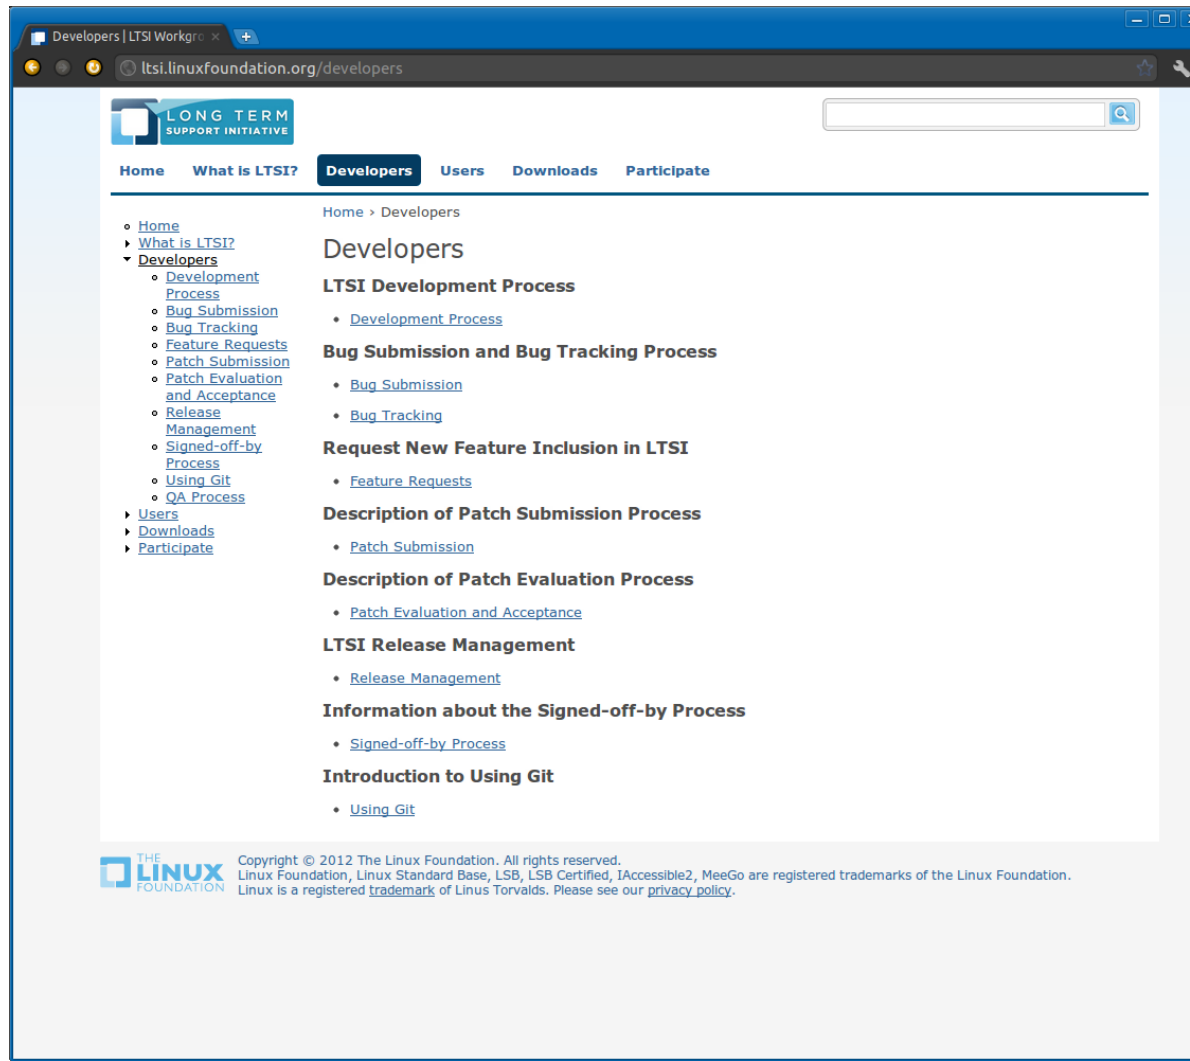 Developers | LTSI Workgro
ltsi.linuxfoundation.org/developers
LONG TERM
SUPPORT INITIATIVE
Home What is LTSI? Developers Users Downloads Participate
Home
What is LTSI?
Developers
Development
Process
Bug Submission
Bug Tracking
Feature Requests
Patch Submission
Patch Evaluation
and Acceptance
Release
Management
Signed-off-by
Process
Using Git
QA Process
Users
Downloads
Participate
Home › Developers
Developers
LTSI Development Process
Development Process
Bug Submission and Bug Tracking Process
Bug Submission
Bug Tracking
Request New Feature Inclusion in LTSI
Feature Requests
Description of Patch Submission Process
Patch Submission
Description of Patch Evaluation Process
Patch Evaluation and Acceptance
LTSI Release Management
Release Management
Information about the Signed-off-by Process
Signed-off-by Process
Introduction to Using Git
Using Git
THE
LINUX
FOUNDATION
Copyright © 2012 The Linux Foundation. All rights reserved.
Linux Foundation, Linux Standard Base, LSB, LSB Certified, IAccessible2, MeeGo are registered trademarks of the Linux Foundation.
Linux is a registered trademark of Linus Torvalds. Please see our privacy policy.